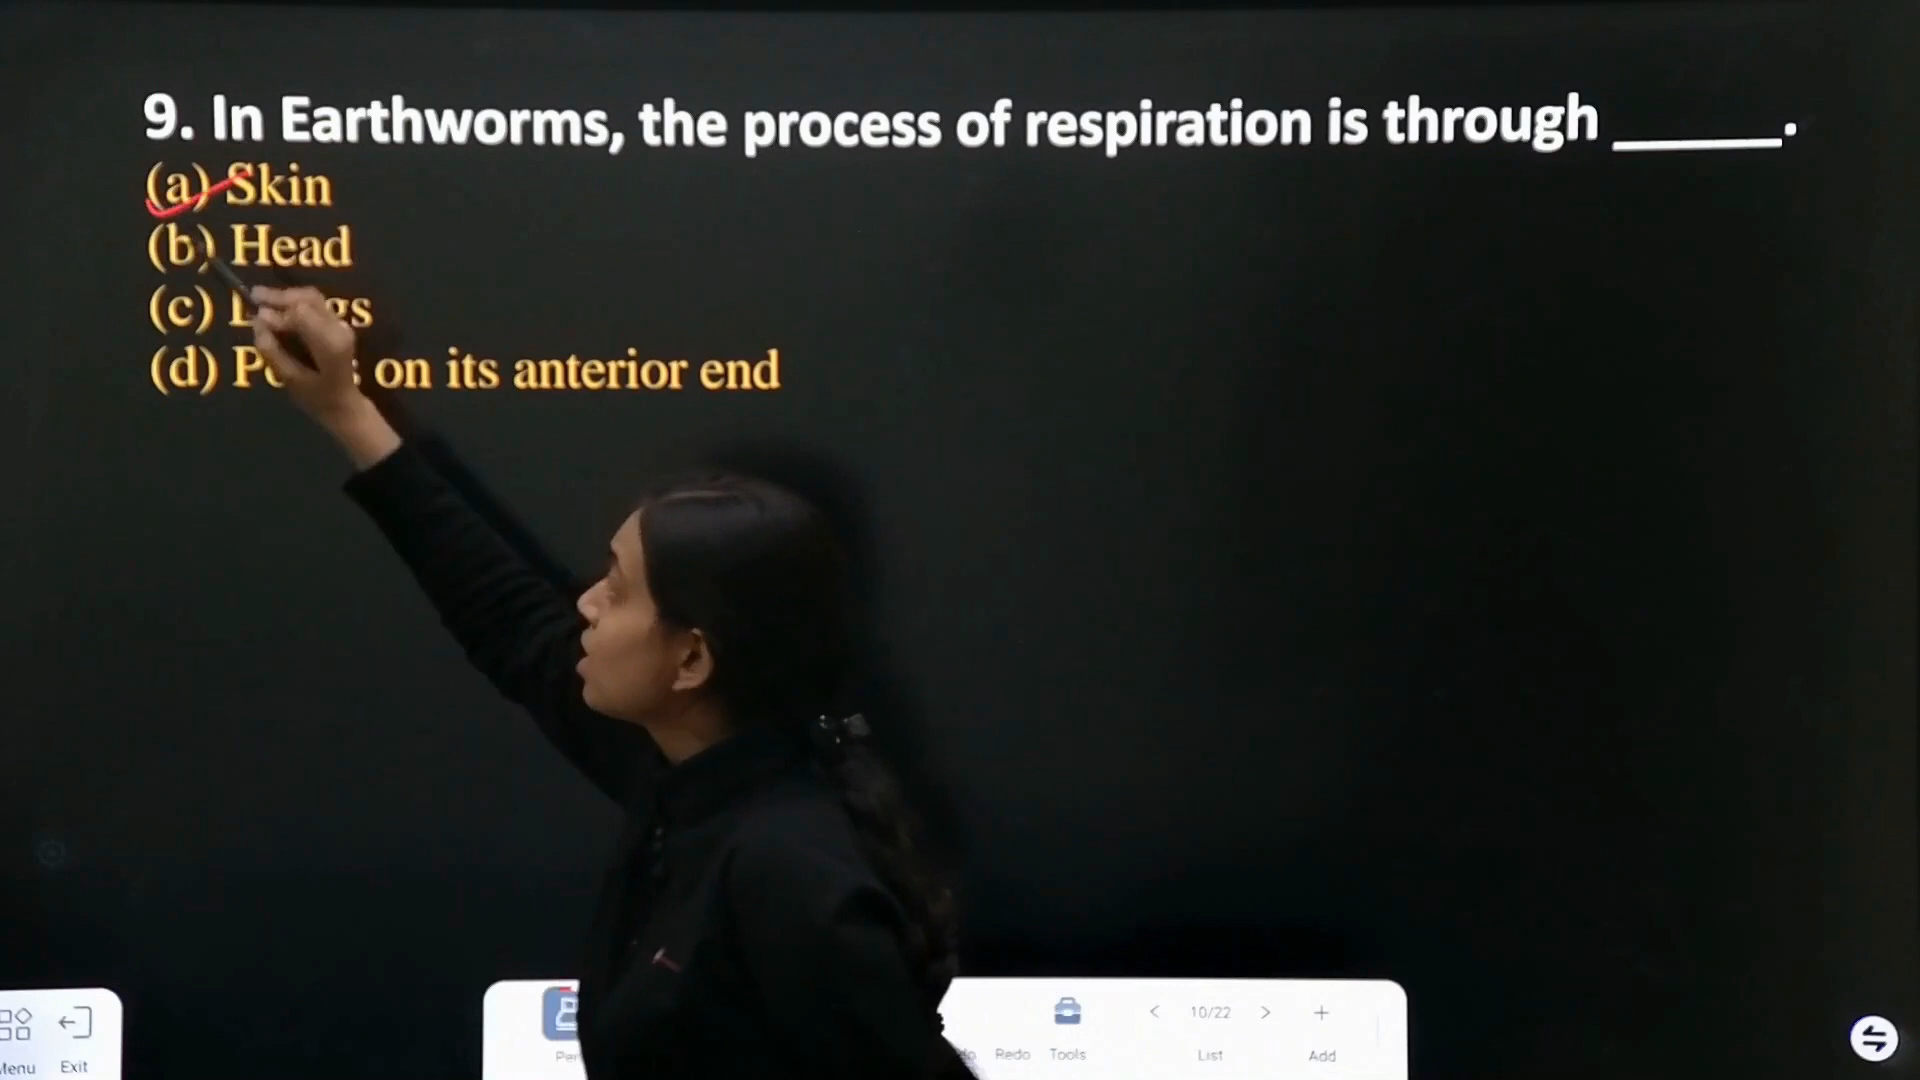 9. In Earthworms, the process of respiration is through ______.
(a) Skin
(b) Head
(c)
(d) on its anterior end
Menu Exit
10/22
Redo Tools List Add